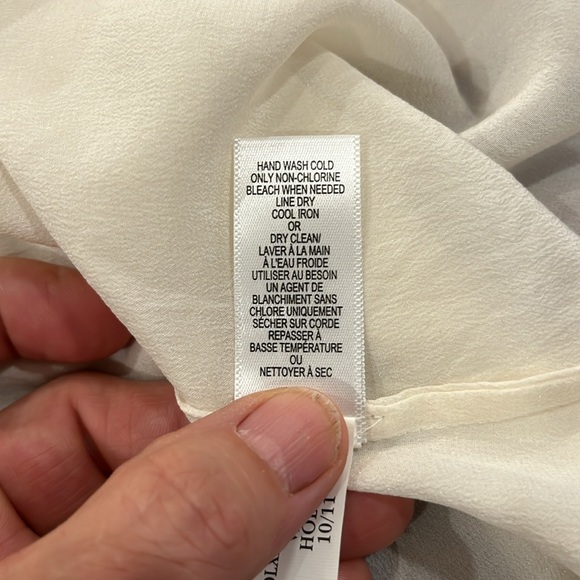 HAND WASH COLD
ONLY NON-CHLORINE
BLEACH WHEN NEEDED
LINE DRY
COOL IRON
OR
DRY CLEAN/
LAVER À LA MAIN
À L'EAU FROIDE
UTILISER AU BESOIN
UN AGENT DE
BLANCHIMENT SANS
CHLORE UNIQUEMENT
SÉCHER SUR CORDE
REPASSER À
BASSE TEMPÉRATURE
OU
NETTOYER À SEC
10/11